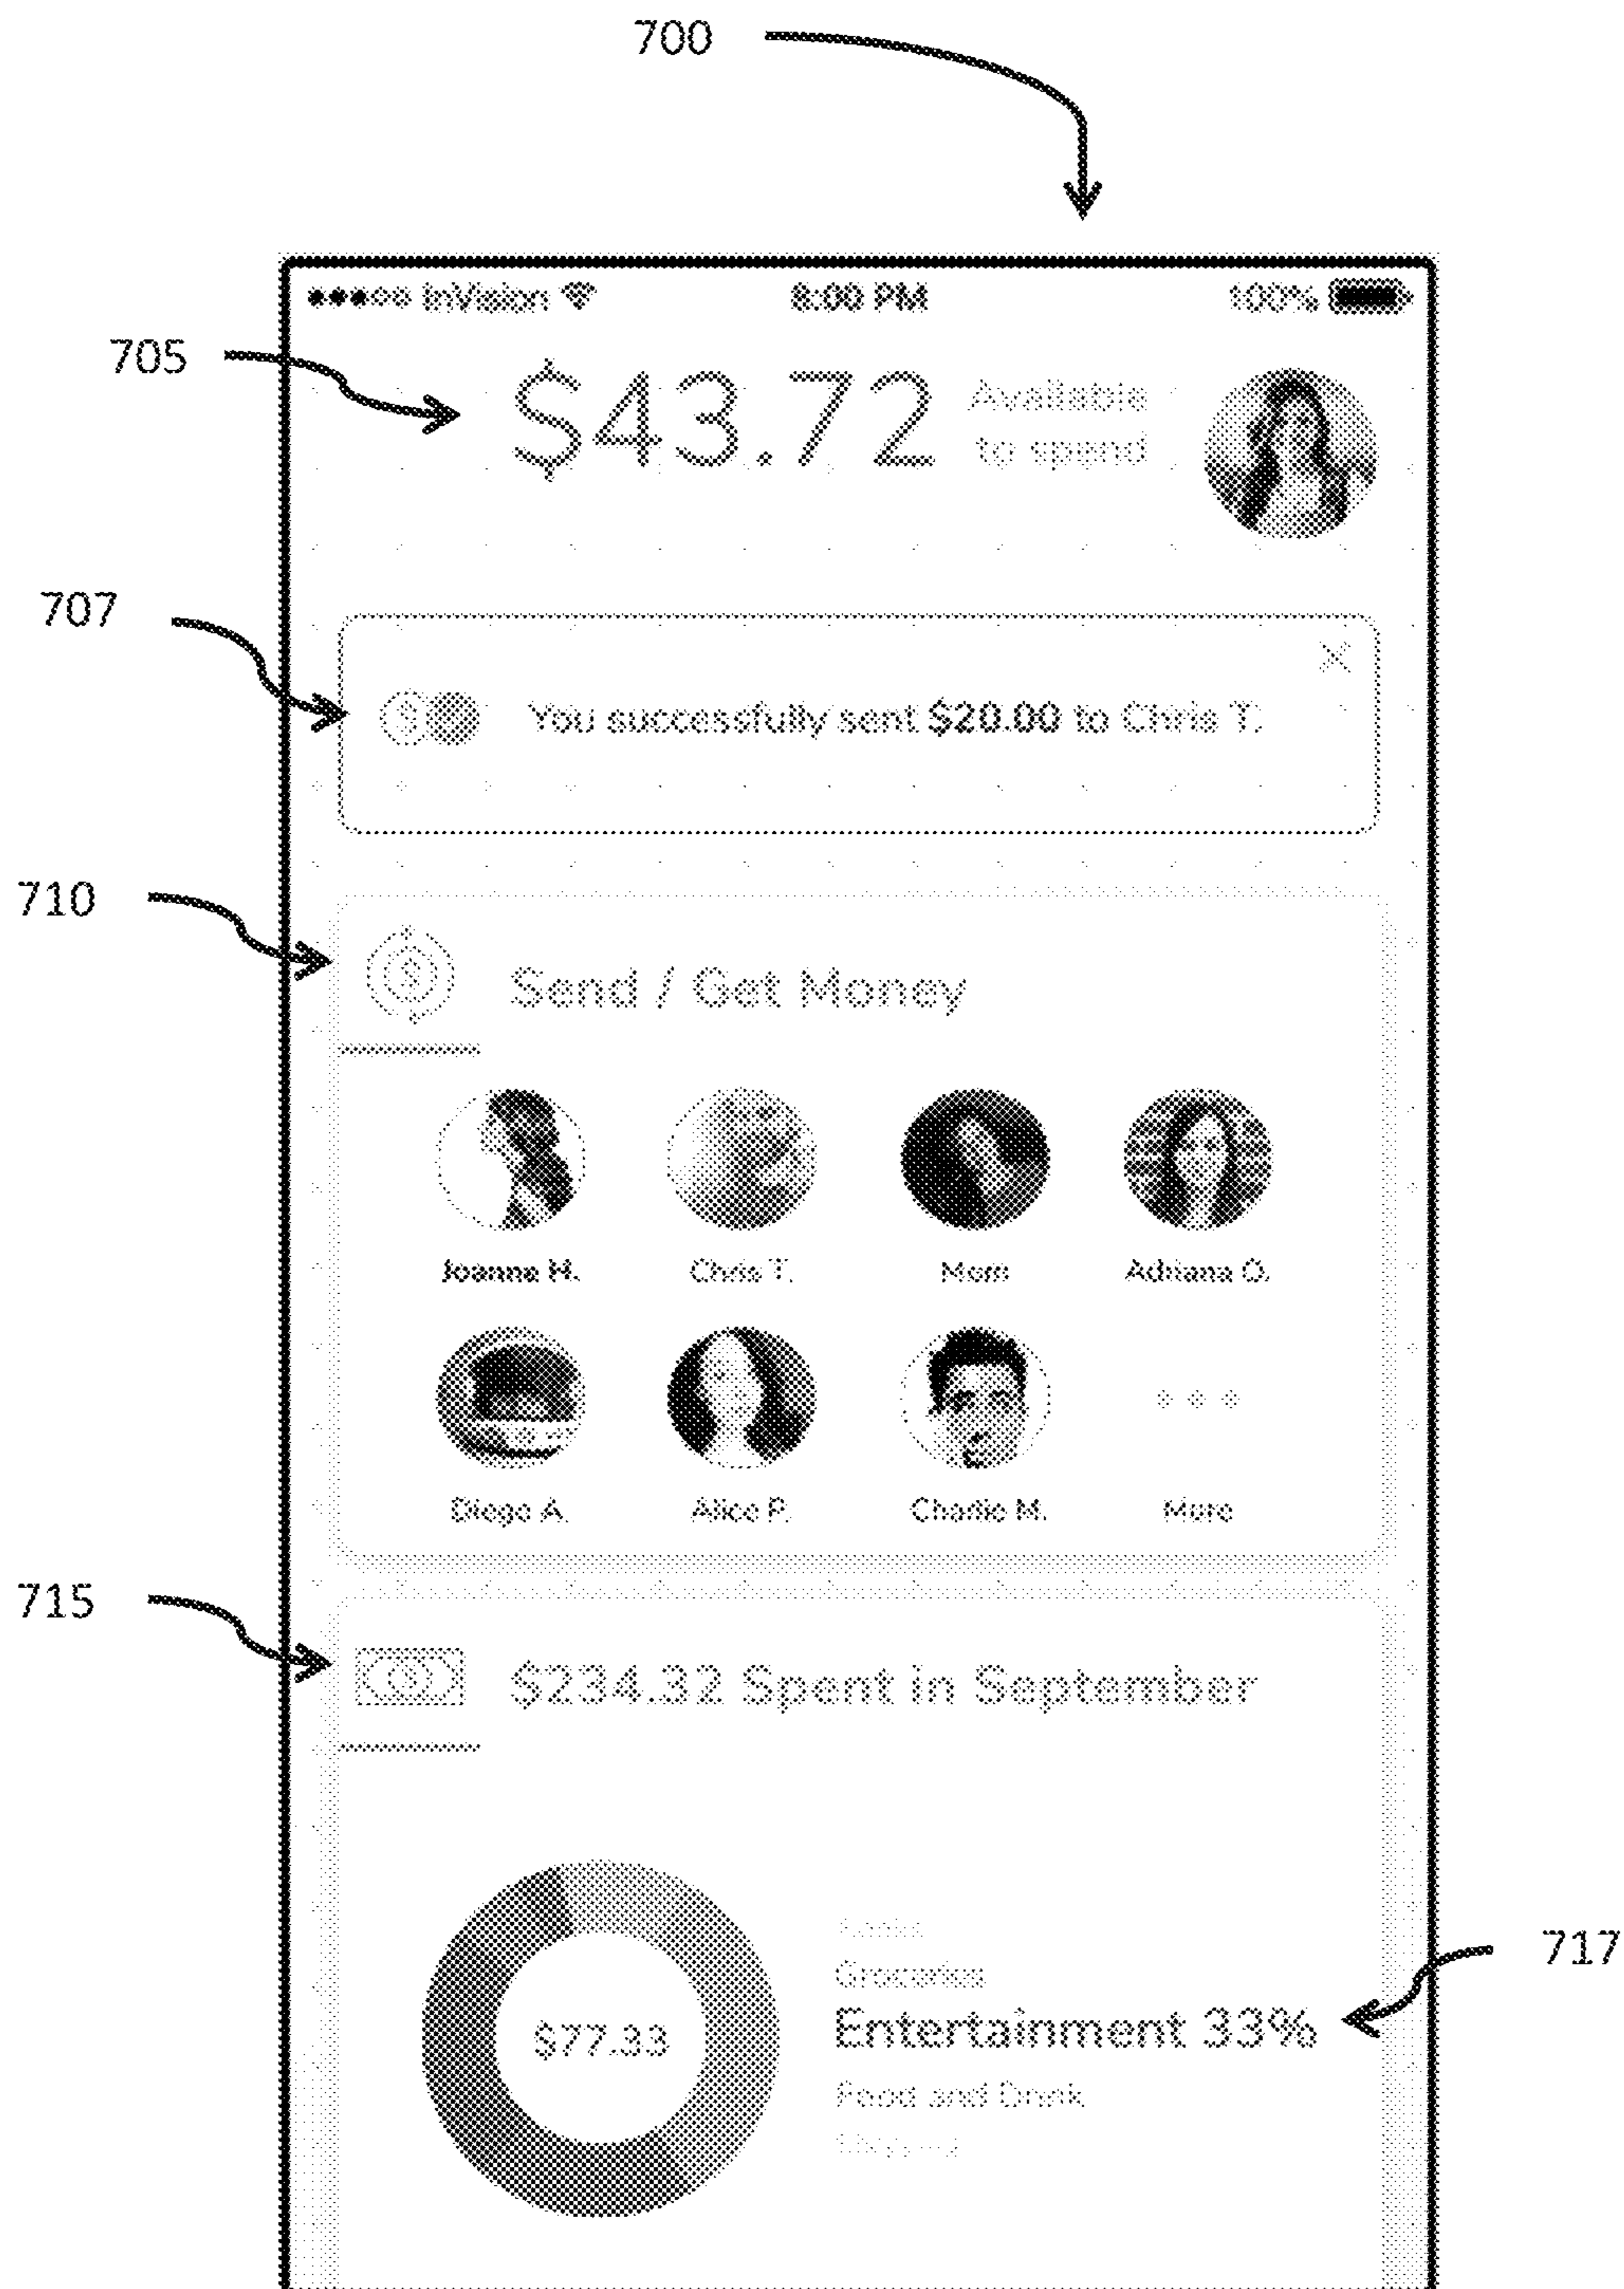 700
InVision 8:00 PM 100%
705
$43.72 Available
to spend
707
You successfully sent $20.00 to Chris T.
710
Send / Get Money
Joanna H. Chris T. Mom Adriana O.
Diego A. Alice P. Charlie M. More
715
$234.32 Spent in September
717
$77.33
Groceries
Entertainment 33%
Food and Drink